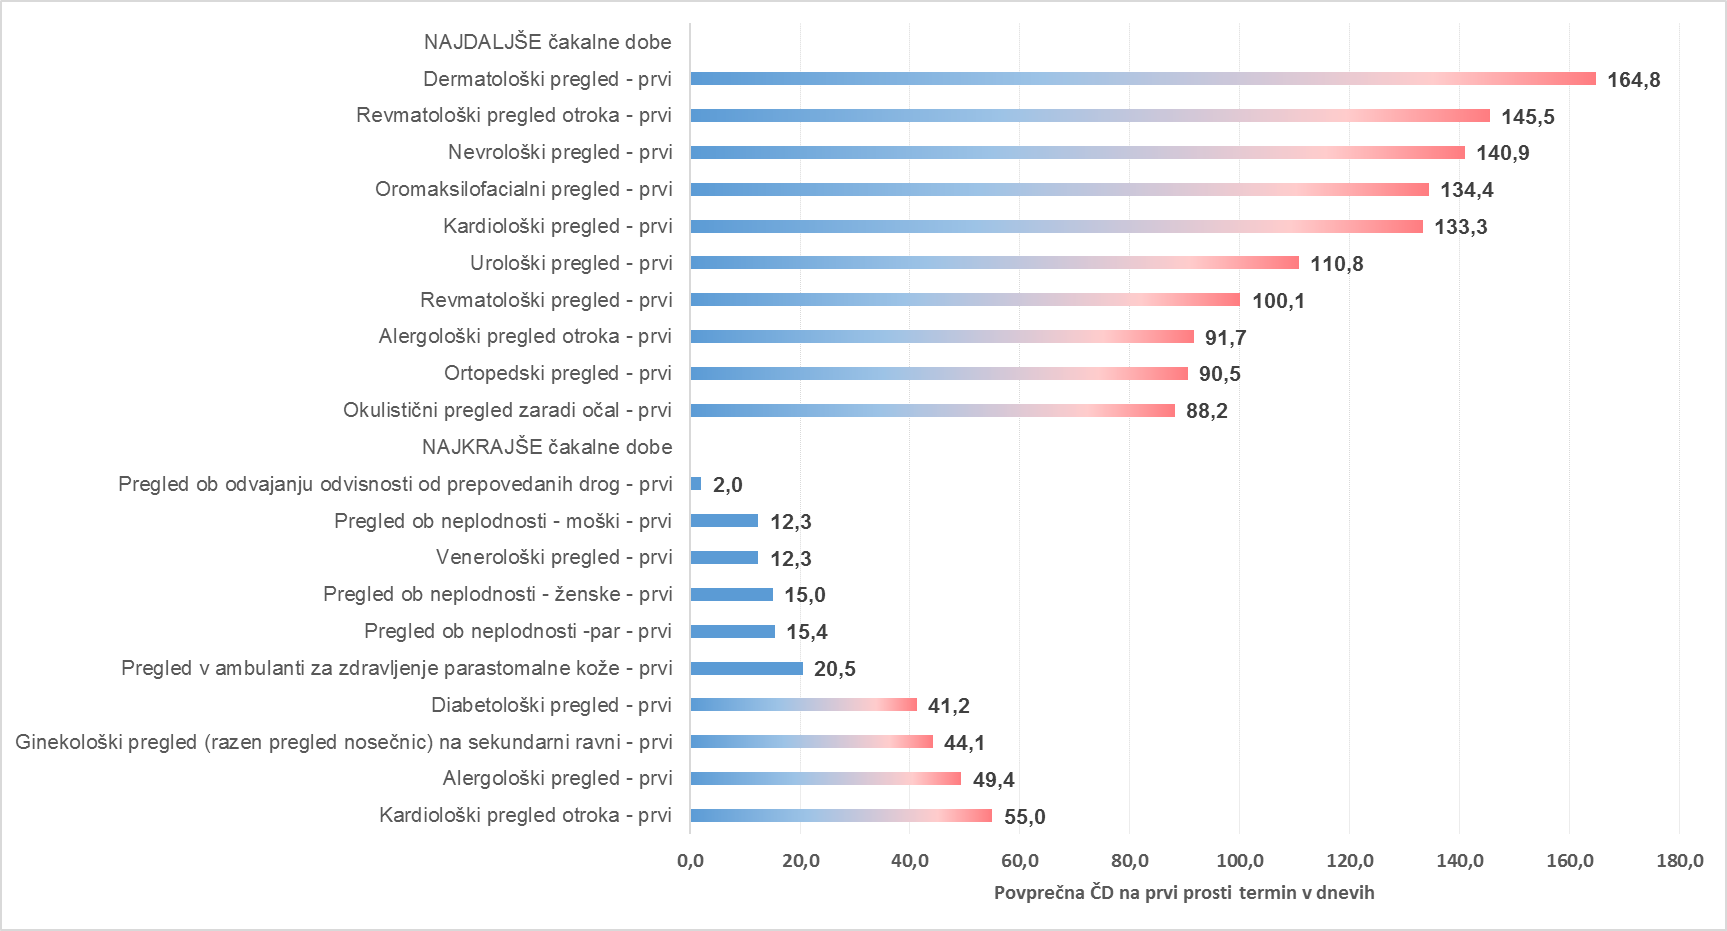 NAJDALJŠE čakalne dobe
Dermatološki pregled - prvi 164,8
Revmatološki pregled otroka - prvi 145,5
Nevrološki pregled - prvi 140,9
Oromaksilofacialni pregled - prvi 134,4
Kardiološki pregled - prvi 133,3
Urološki pregled - prvi 110,8
Revmatološki pregled - prvi 100,1
Alergološki pregled otroka - prvi 91,7
Ortopedski pregled - prvi 90,5
Okulistični pregled zaradi očal - prvi 88,2
NAJKRAJŠE čakalne dobe
Pregled ob odvajanju odvisnosti od prepovedanih drog - prvi 2,0
Pregled ob neplodnosti - moški - prvi 12,3
Venerološki pregled - prvi 12,3
Pregled ob neplodnosti - ženske - prvi 15,0
Pregled ob neplodnosti -par - prvi 15,4
Pregled v ambulanti za zdravljenje parastomalne kože - prvi 20,5
Diabetološki pregled - prvi 41,2
Ginekološki pregled (razen pregled nosečnic) na sekundarni ravni - prvi 44,1
Alergološki pregled - prvi 49,4
Kardiološki pregled otroka - prvi 55,0
0,0 20,0 40,0 60,0 80,0 100,0 120,0 140,0 160,0 180,0
Povprečna ČD na prvi prosti termin v dnevih